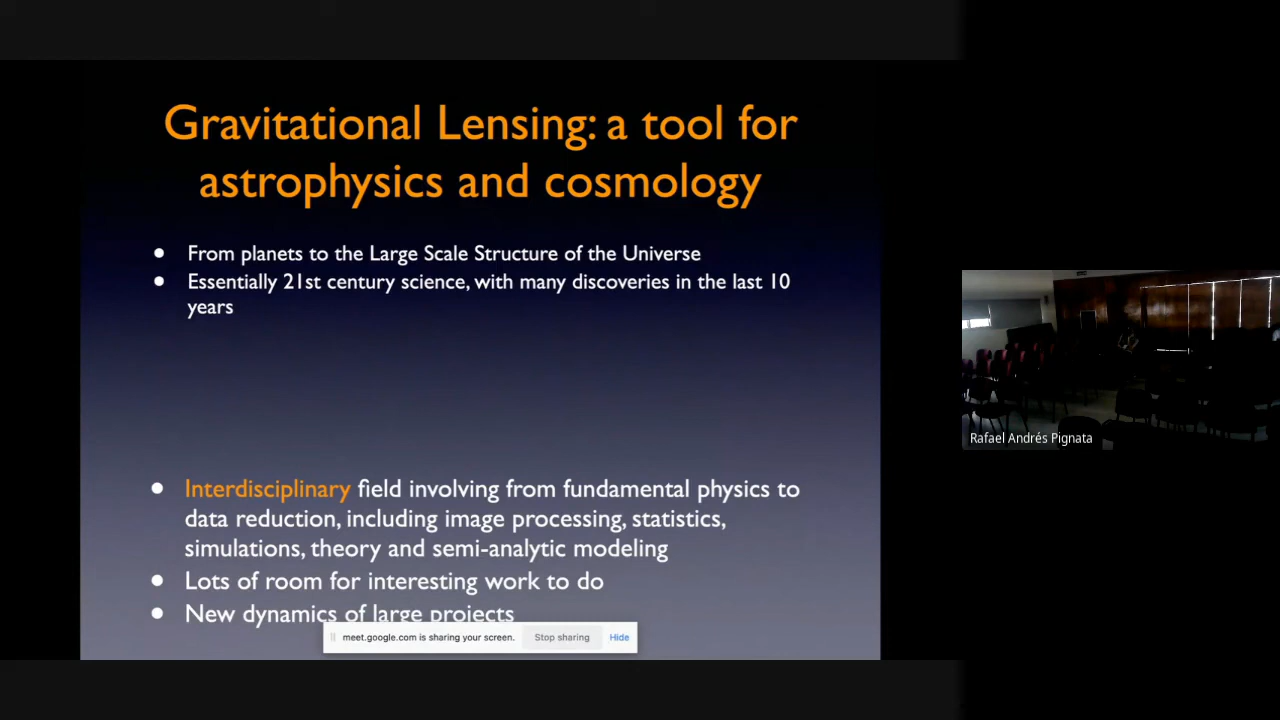 Gravitational Lensing: a tool for
astrophysics and cosmology
From planets to the Large Scale Structure of the Universe
Essentially 21st century science, with many discoveries in the last 10
years
Interdisciplinary field involving from fundamental physics to
data reduction, including image processing, statistics,
simulations, theory and semi-analytic modeling
Lots of room for interesting work to do
New dynamics of large projects
meet.google.com is sharing your screen. Stop sharing Hide
Rafael Andrés Pignata